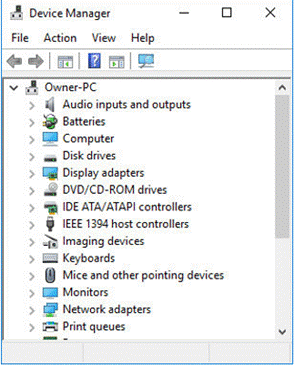 Device Manager
File Action View Help
Owner-PC
Audio inputs and outputs
Batteries
Computer
Disk drives
Display adapters
DVD/CD-ROM drives
IDE ATA/ATAPI controllers
IEEE 1394 host controllers
Imaging devices
Keyboards
Mice and other pointing devices
Monitors
Network adapters
Print queues